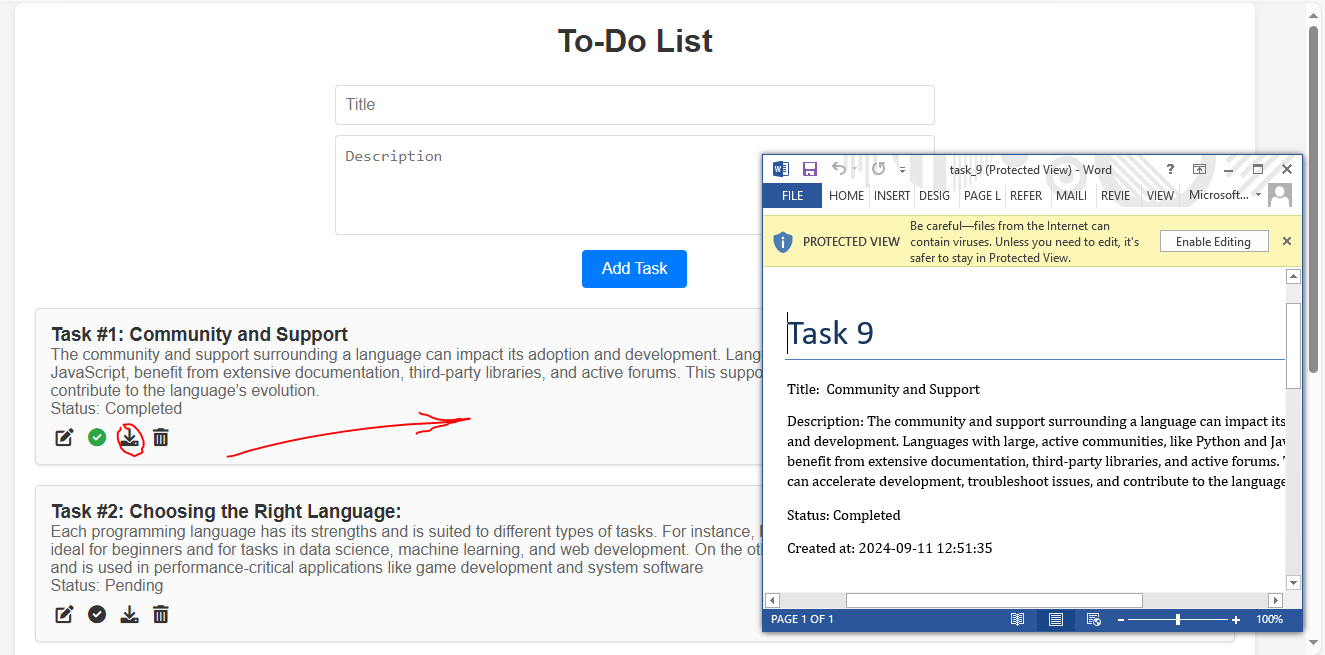 To-Do List
Title
Description
Add Task
Task #1: Community and Support
The community and support surrounding a language can impact its adoption and development. Lang
JavaScript, benefit from extensive documentation, third-party libraries, and active forums. This suppo
contribute to the language's evolution.
Status: Completed
Task #2: Choosing the Right Language:
Each programming language has its strengths and is suited to different types of tasks. For instance,
ideal for beginners and for tasks in data science, machine learning, and web development. On the ot
and is used in performance-critical applications like game development and system software
Status: Pending
task_9 (Protected View) - Word
FILE HOME INSERT DESIG PAGE L REFER MAILI REVIE VIEW Microsoft...
PROTECTED VIEW
Be careful—files from the Internet can
contain viruses. Unless you need to edit, it's
safer to stay in Protected View.
Enable Editing
Task 9
Title: Community and Support
Description: The community and support surrounding a language can impact its
and development. Languages with large, active communities, like Python and Jav
benefit from extensive documentation, third-party libraries, and active forums.
can accelerate development, troubleshoot issues, and contribute to the language
Status: Completed
Created at: 2024-09-11 12:51:35
PAGE 1 OF 1
100%